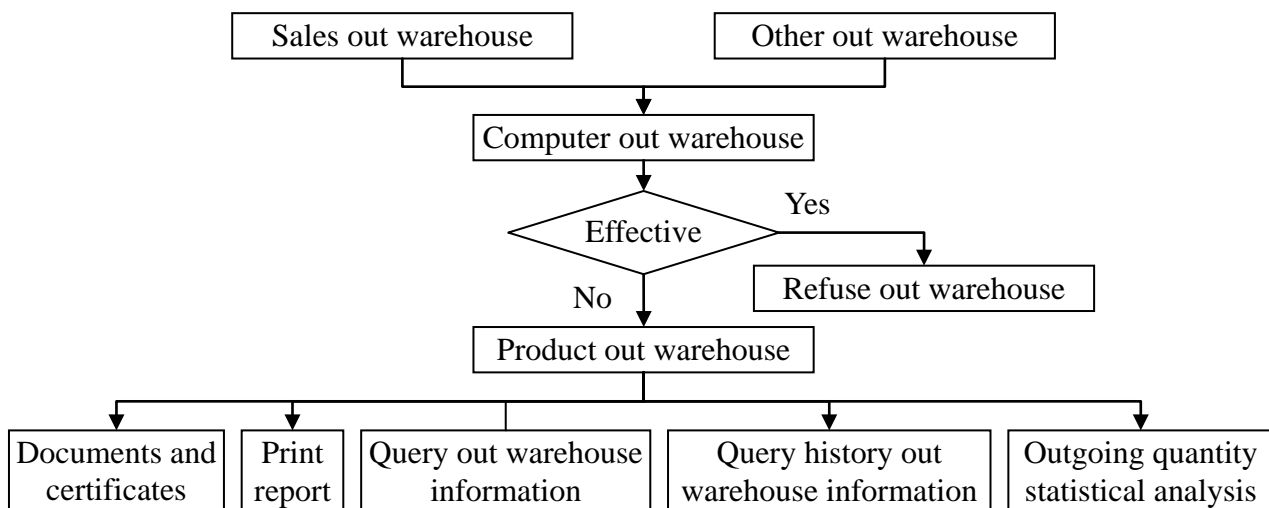 Sales out warehouse
Other out warehouse
Computer out warehouse
Effective
Yes
Refuse out warehouse
No
Product out warehouse
Documents and
certificates
Print
report
Query out warehouse
information
Query history out
warehouse information
Outgoing quantity
statistical analysis